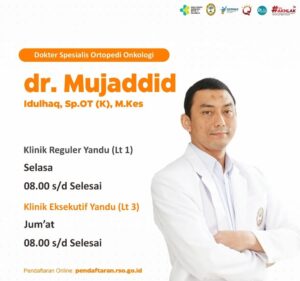 Dokter Spesialis Ortopedi Onkologi
dr. Mujaddid
Idulhaq, Sp.OT (K), M.Kes
Klinik Reguler Yandu (Lt 1)
Selasa
08.00 s/d Selesai
Klinik Eksekutif Yandu (Lt 3)
Jum'at
08.00 s/d Selesai
Pendaftaran Online pendaftaran.rso.go.id